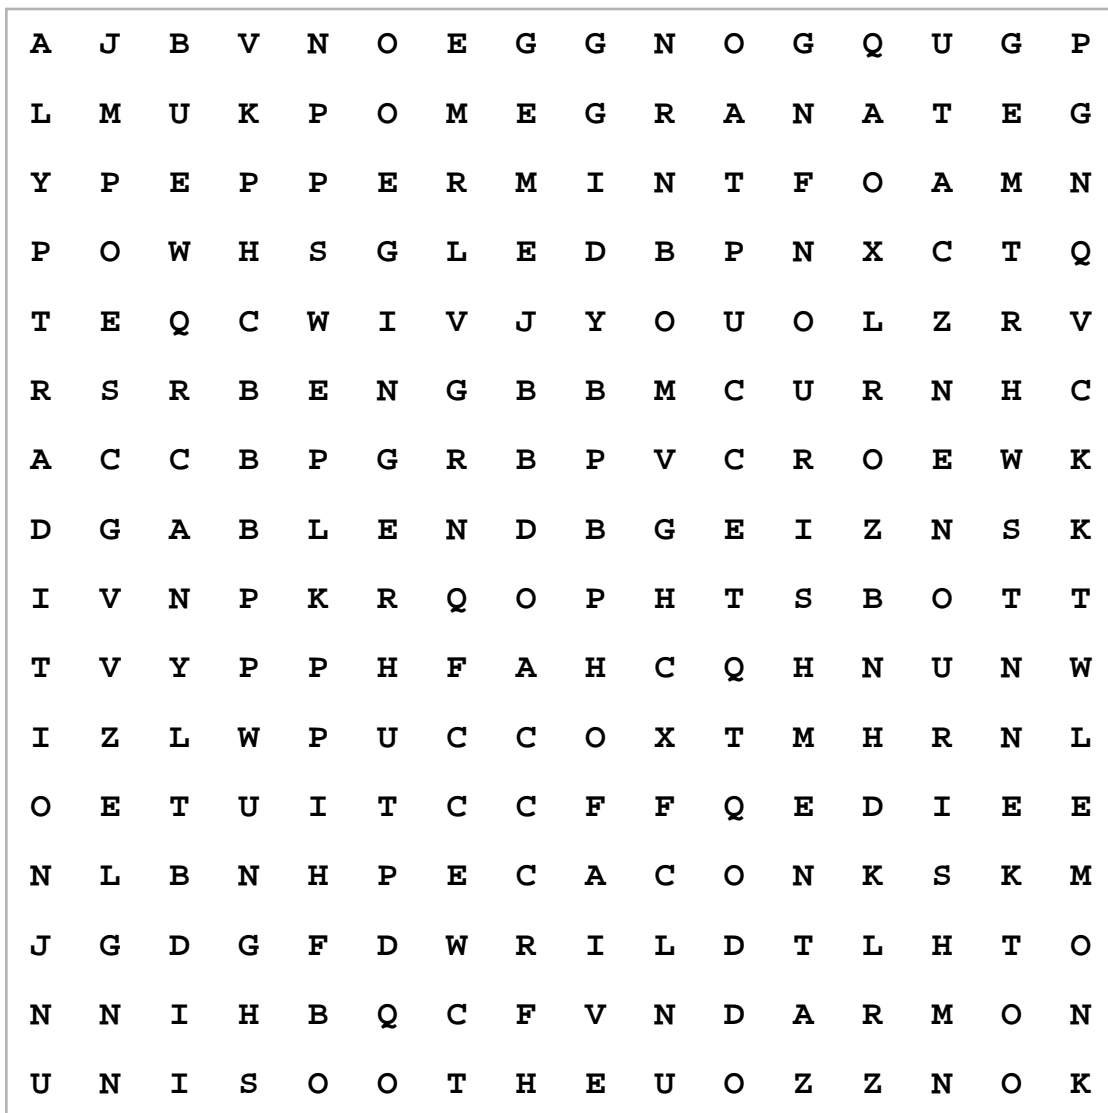 A J B V N O E G G N O G Q U G P
L M U K P O M E G R A N A T E G
Y P E P P E R M I N T F O A M N
P O W H S G L E D B P N X C T Q
T E Q C W I V J Y O U O L Z R V
R S R B E N G B B M C U R N H C
A C C B P G R B P V C R O E W K
D G A B L E N D B G E I Z N S K
I V N P K R Q O P H T S B O T T
T V Y P P H F A H C Q H N U N W
I Z L W P U C C O X T M H R N L
O E T U I T C C F F Q E D I E E
N L B N H P E C A C O N K S K M
J G D G F D W R I L D T L H T O
N N I H B Q C F V N D A R M O N
U N I S O O T H E U O Z Z N O K